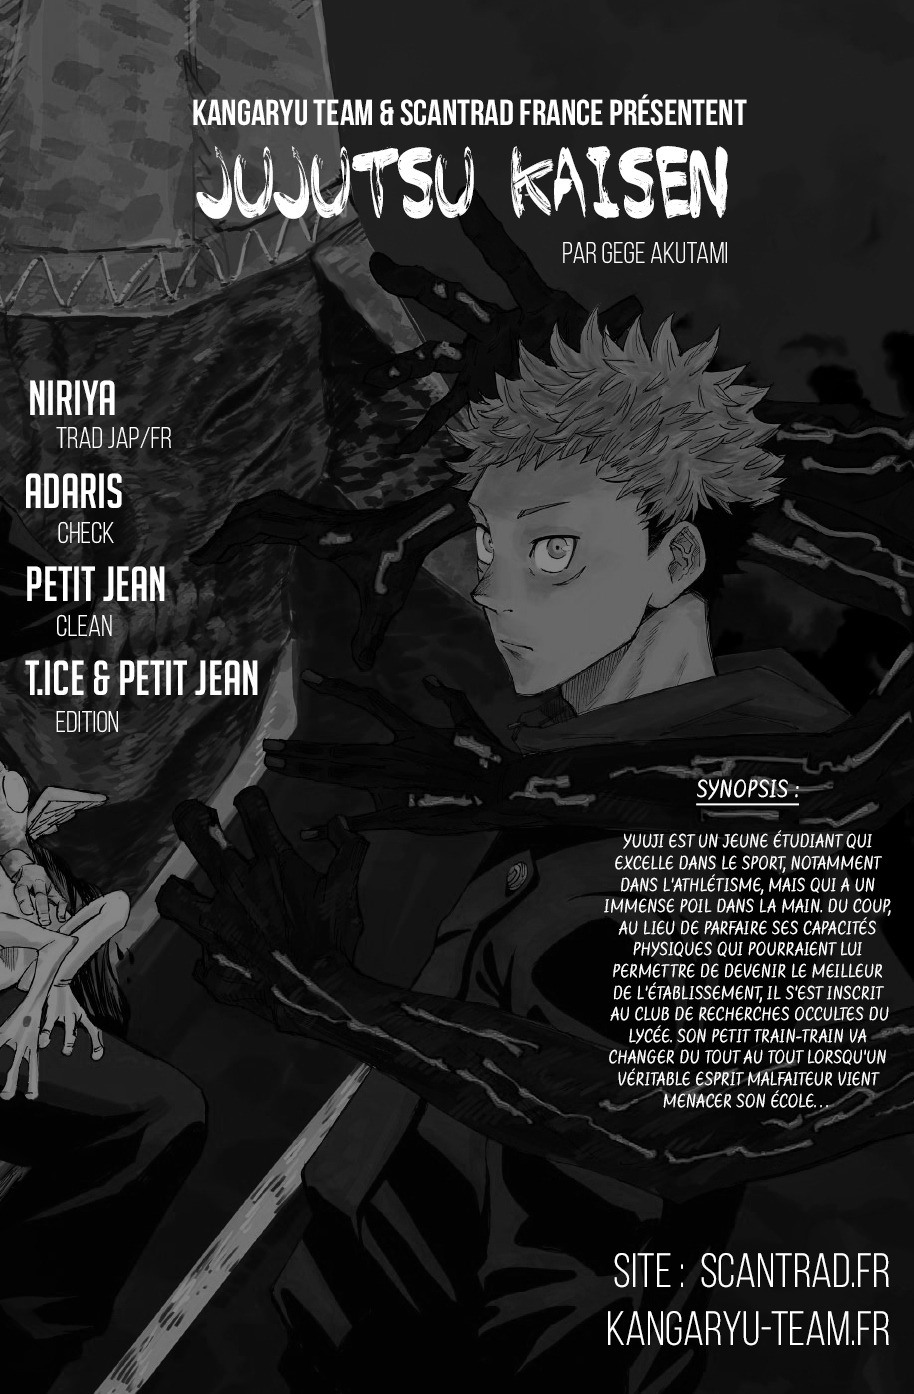 KANGARYU TEAM & SCANTRAD FRANCE PRÉSENTENT
JUJUTSU KAISEN
PAR GEGE AKUTAMI
NIRIYA
TRAD JAP/FR
ADARIS
CHECK
PETIT JEAN
CLEAN
T.ICE & PETIT JEAN
EDITION
SYNOPSIS :
YUUJI EST UN JEUNE ÉTUDIANT QUI
EXCELLE DANS LE SPORT, NOTAMMENT
DANS L'ATHLÉTISME, MAIS QUI A UN
IMMENSE POIL DANS LA MAIN. DU COUP,
AU LIEU DE PARFAIRE SES CAPACITÉS
PHYSIQUES QUI POURRAIENT LUI
PERMETTRE DE DEVENIR LE MEILLEUR
DE L'ÉTABLISSEMENT, IL S'EST INSCRIT
AU CLUB DE RECHERCHES OCCULTES DU
LYCÉE. SON PETIT TRAIN-TRAIN VA
CHANGER DU TOUT AU TOUT LORSQU'UN
VÉRITABLE ESPRIT MALFAITEUR VIENT
MENACER SON ÉCOLE...
SITE : SCANTRAD.FR
KANGARYU-TEAM.FR